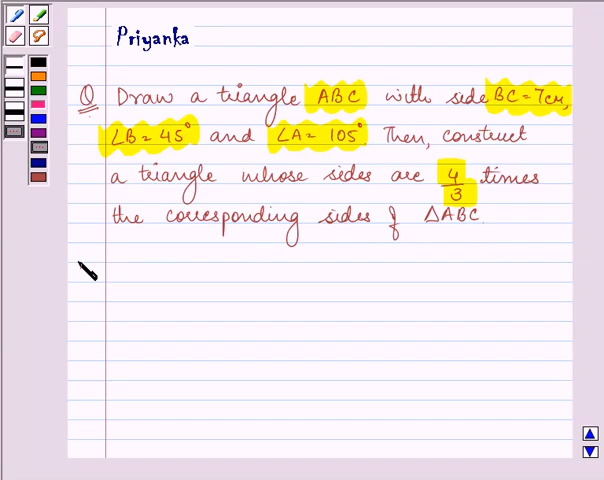 Priyanka
Q Draw a triangle ABC with side BC = 7cm,
∠B = 45° and ∠A = 105°. Then, construct
a triangle whose sides are 4/3 times
the corresponding sides of △ABC.